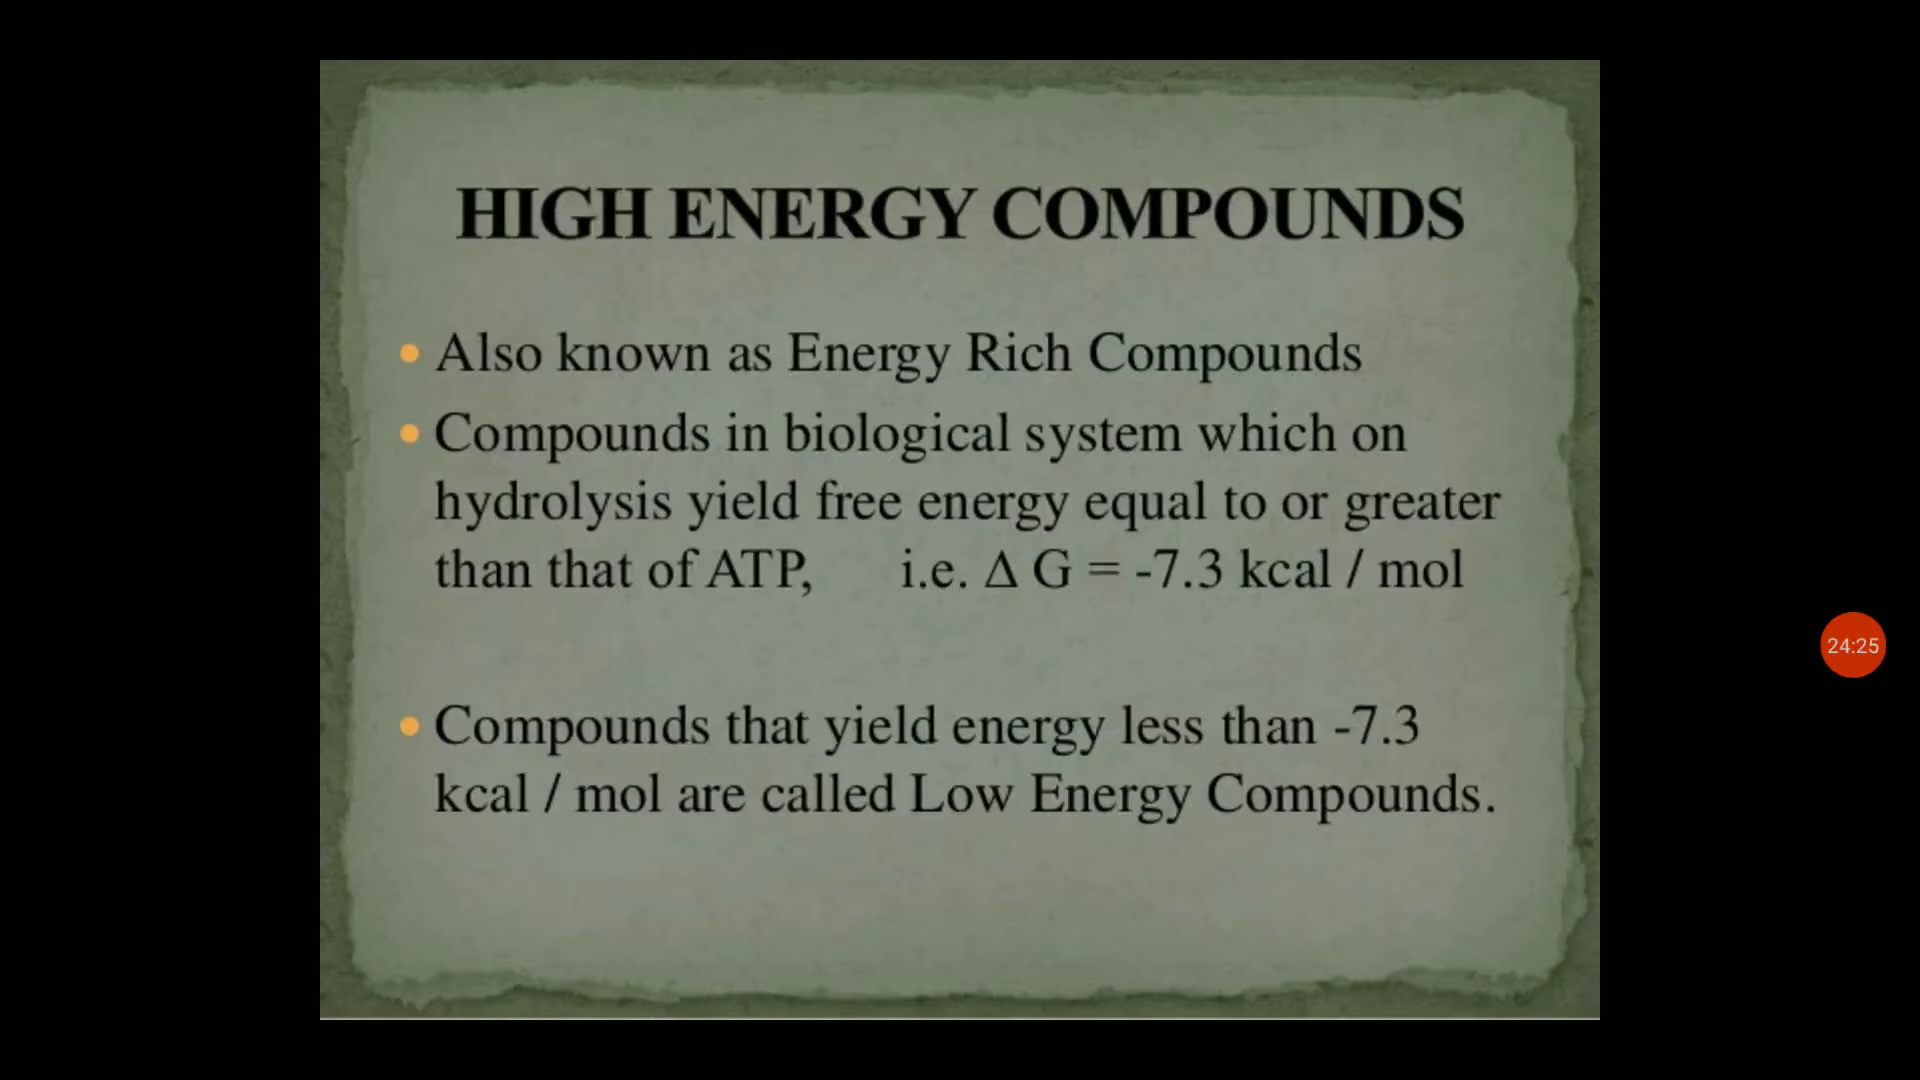 HIGH ENERGY COMPOUNDS
• Also known as Energy Rich Compounds
• Compounds in biological system which on
hydrolysis yield free energy equal to or greater
than that of ATP, i.e. Δ G = -7.3 kcal / mol
• Compounds that yield energy less than -7.3
kcal / mol are called Low Energy Compounds.
24:25